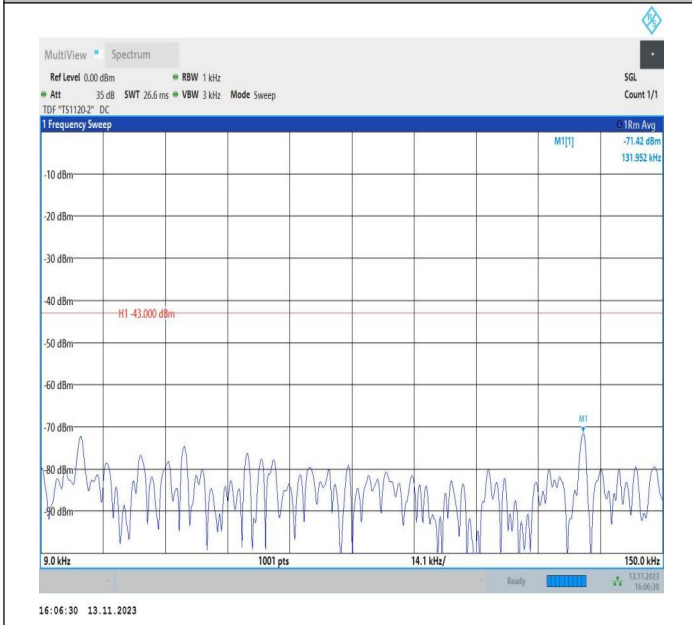 R&S
MultiView Spectrum
Ref Level 0.00 dBm RBW 1 kHz SGL
Att 35 dB SWT 26.6 ms VBW 3 kHz Mode Sweep Count 1/1
TDF "TS1120-2" DC
1 Frequency Sweep 1Rm Avg
M1[1] -71.42 dBm
131.952 kHz
-10 dBm
-20 dBm
-30 dBm
-40 dBm
H1 -43.000 dBm
-50 dBm
-60 dBm
M1
-70 dBm
-80 dBm
-90 dBm
9.0 kHz 1001 pts 14.1 kHz/ 150.0 kHz
Ready 13.11.2023
16:06:30
16:06:30 13.11.2023